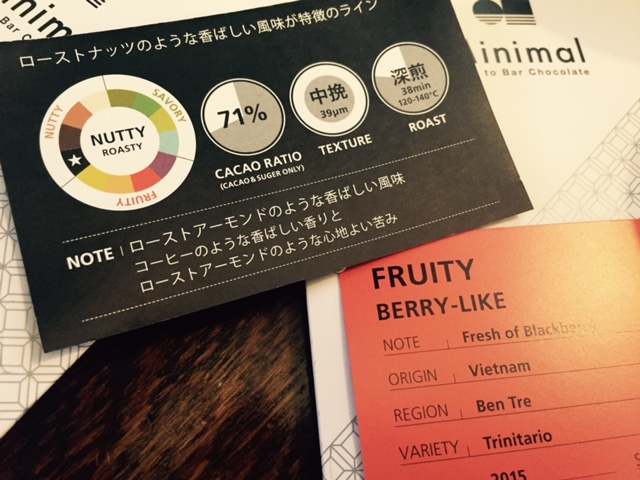 ローストナッツのような香ばしい風味が特徴のライン
NUTTY
SAVORY
FRUITY
NUTTY
ROASTY
71%
CACAO RATIO
(CACAO & SUGER ONLY)
中挽
39μm
TEXTURE
深煎
38min
120-140°C
ROAST
NOTE | ローストアーモンドのような香ばしい風味
コーヒーのような香ばしい香りと
ローストアーモンドのような心地よい苦み
minimal
to Bar Chocolate
Bar Choc
FRUITY
BERRY-LIKE
NOTE | Fresh of Blackberry
ORIGIN | Vietnam
REGION | Ben Tre
VARIETY | Trinitario
2015